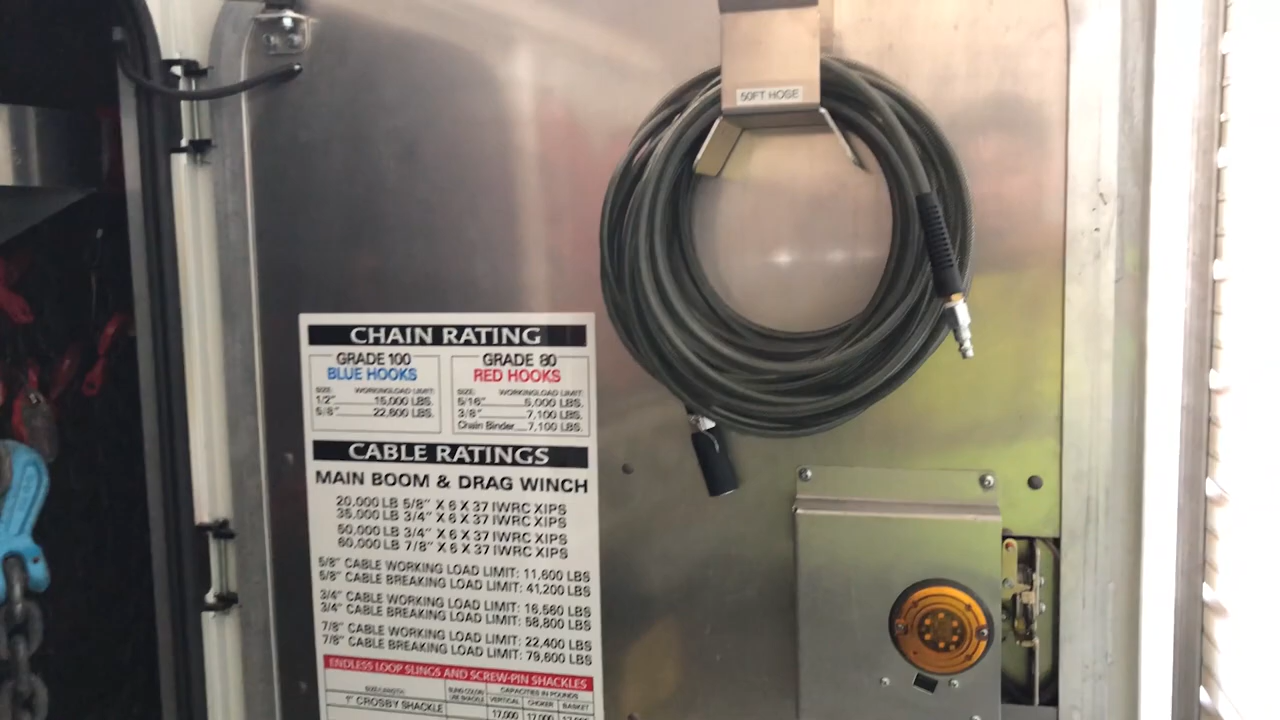 50FT HOSE
CHAIN RATING
GRADE 100
BLUE HOOKS
SIZE: WORKINGLOAD LIMIT:
1/2" 15,000 LBS.
5/8" 22,600 LBS.
GRADE 80
RED HOOKS
SIZE: WORKINGLOAD LIMIT:
5/16" 5,000 LBS.
3/8" 7,100 LBS.
Chain Binder 7,100 LBS.
CABLE RATINGS
MAIN BOOM & DRAG WINCH
20,000 LB 5/8" X 6 X 37 IWRC XIPS
35,000 LB 3/4" X 6 X 37 IWRC XIPS
50,000 LB 3/4" X 6 X 37 IWRC XIPS
60,000 LB 7/8" X 6 X 37 IWRC XIPS
5/8" CABLE WORKING LOAD LIMIT: 11,600 LBS
5/8" CABLE BREAKING LOAD LIMIT: 41,200 LBS
3/4" CABLE WORKING LOAD LIMIT: 16,560 LBS
3/4" CABLE BREAKING LOAD LIMIT: 58,800 LBS
7/8" CABLE WORKING LOAD LIMIT: 22,400 LBS
7/8" CABLE BREAKING LOAD LIMIT: 79,600 LBS
ENDLESS LOOP SLINGS AND SCREW-PIN SHACKLES
CAPACITIES IN POUNDS
VERTICAL CHOKER BASKET
1" CROSBY SHACKLE
17,000 17,000